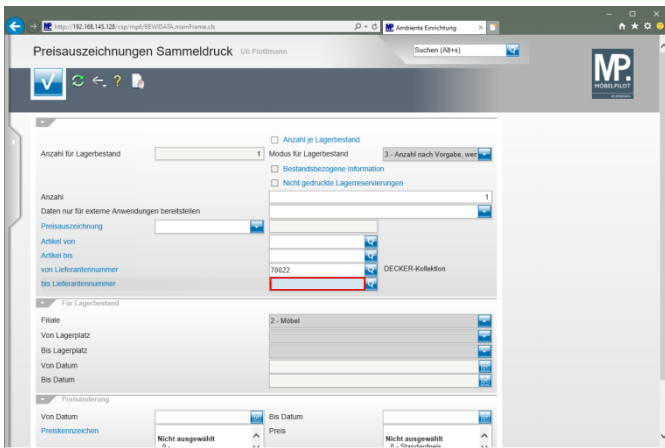 http://192.168.145.128/csp/mp6/BEWIDATA.mainFrame.cls
Ambiente Einrichtung
Preisauszeichnungen Sammeldruck Uli Flottmann
Suchen (Alt+s)
MP.
MÖBELPILOT
Anzahl je Lagerbestand
Anzahl für Lagerbestand 1 Modus für Lagerbestand 3 - Anzahl nach Vorgabe, wer
Bestandsbezogene Information
Nicht gedruckte Lagerreservierungen
Anzahl 1
Daten nur für externe Anwendungen bereitstellen
Preisauszeichnung
Artikel von
Artikel bis
von Lieferantennummer 70022 DECKER-Kollektion
bis Lieferantennummer
Für Lagerbestand
Filiale 2 - Möbel
Von Lagerplatz
Bis Lagerplatz
Von Datum
Bis Datum
Preisänderung
Von Datum Bis Datum
Preiskennzeichen Nicht ausgewählt Preis Nicht ausgewählt
0 - 0 - Standardpreis